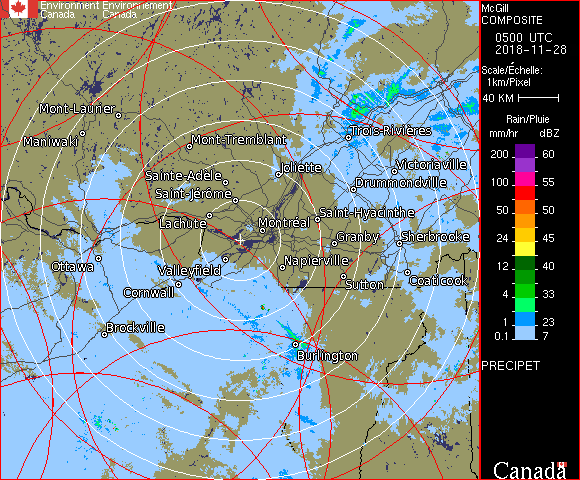 Environment Environnement
Canada Canada
McGill
COMPOSITE
0500 UTC
2018-11-28
Scale/Échelle:
1km/Pixel
40 KM
Rain/Pluie
mm/hr dBZ
200 60
100 55
50 50
24 45
12 40
4 33
1 23
0.1 7
PRECIPET
Canada
Mont-Laurier
Maniwaki
Mont-Tremblant
Trois-Rivières
Joliette
Victoriaville
Sainte-Adèle
Drummondville
Saint-Jérôme
Saint-Hyacinthe
Lachute
Montréal
Granby
Sherbrooke
Ottawa
Valleyfield
Napierville
Sutton
Coaticook
Cornwall
Brockville
Burlington